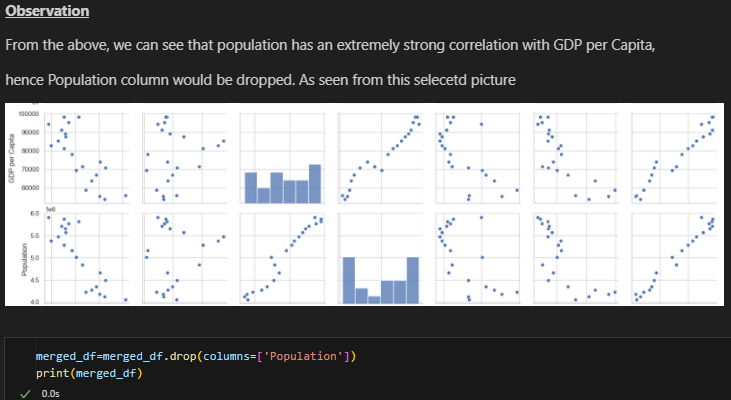 Observation
From the above, we can see that population has an extremely strong correlation with GDP per Capita,
hence Population column would be dropped. As seen from this selecetd picture
100000
90000
80000
70000
60000
GDP per Capita
1e6
6.0
5.5
5.0
4.5
4.0
Population
merged_df=merged_df.drop(columns=['Population'])
print(merged_df)
0.0s